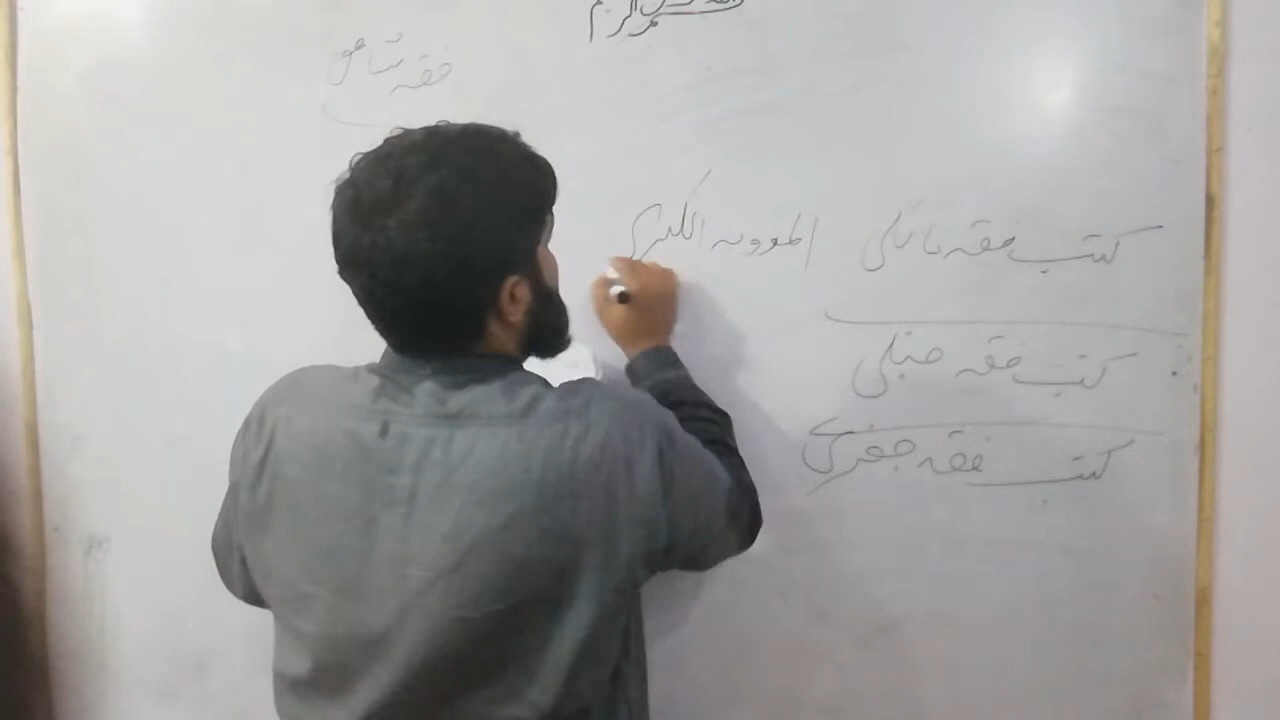 فقہ شافعی
کتب فقہ مالکی المدونہ الکبری
کتب فقہ حنبلی
کتب فقہ جعفری